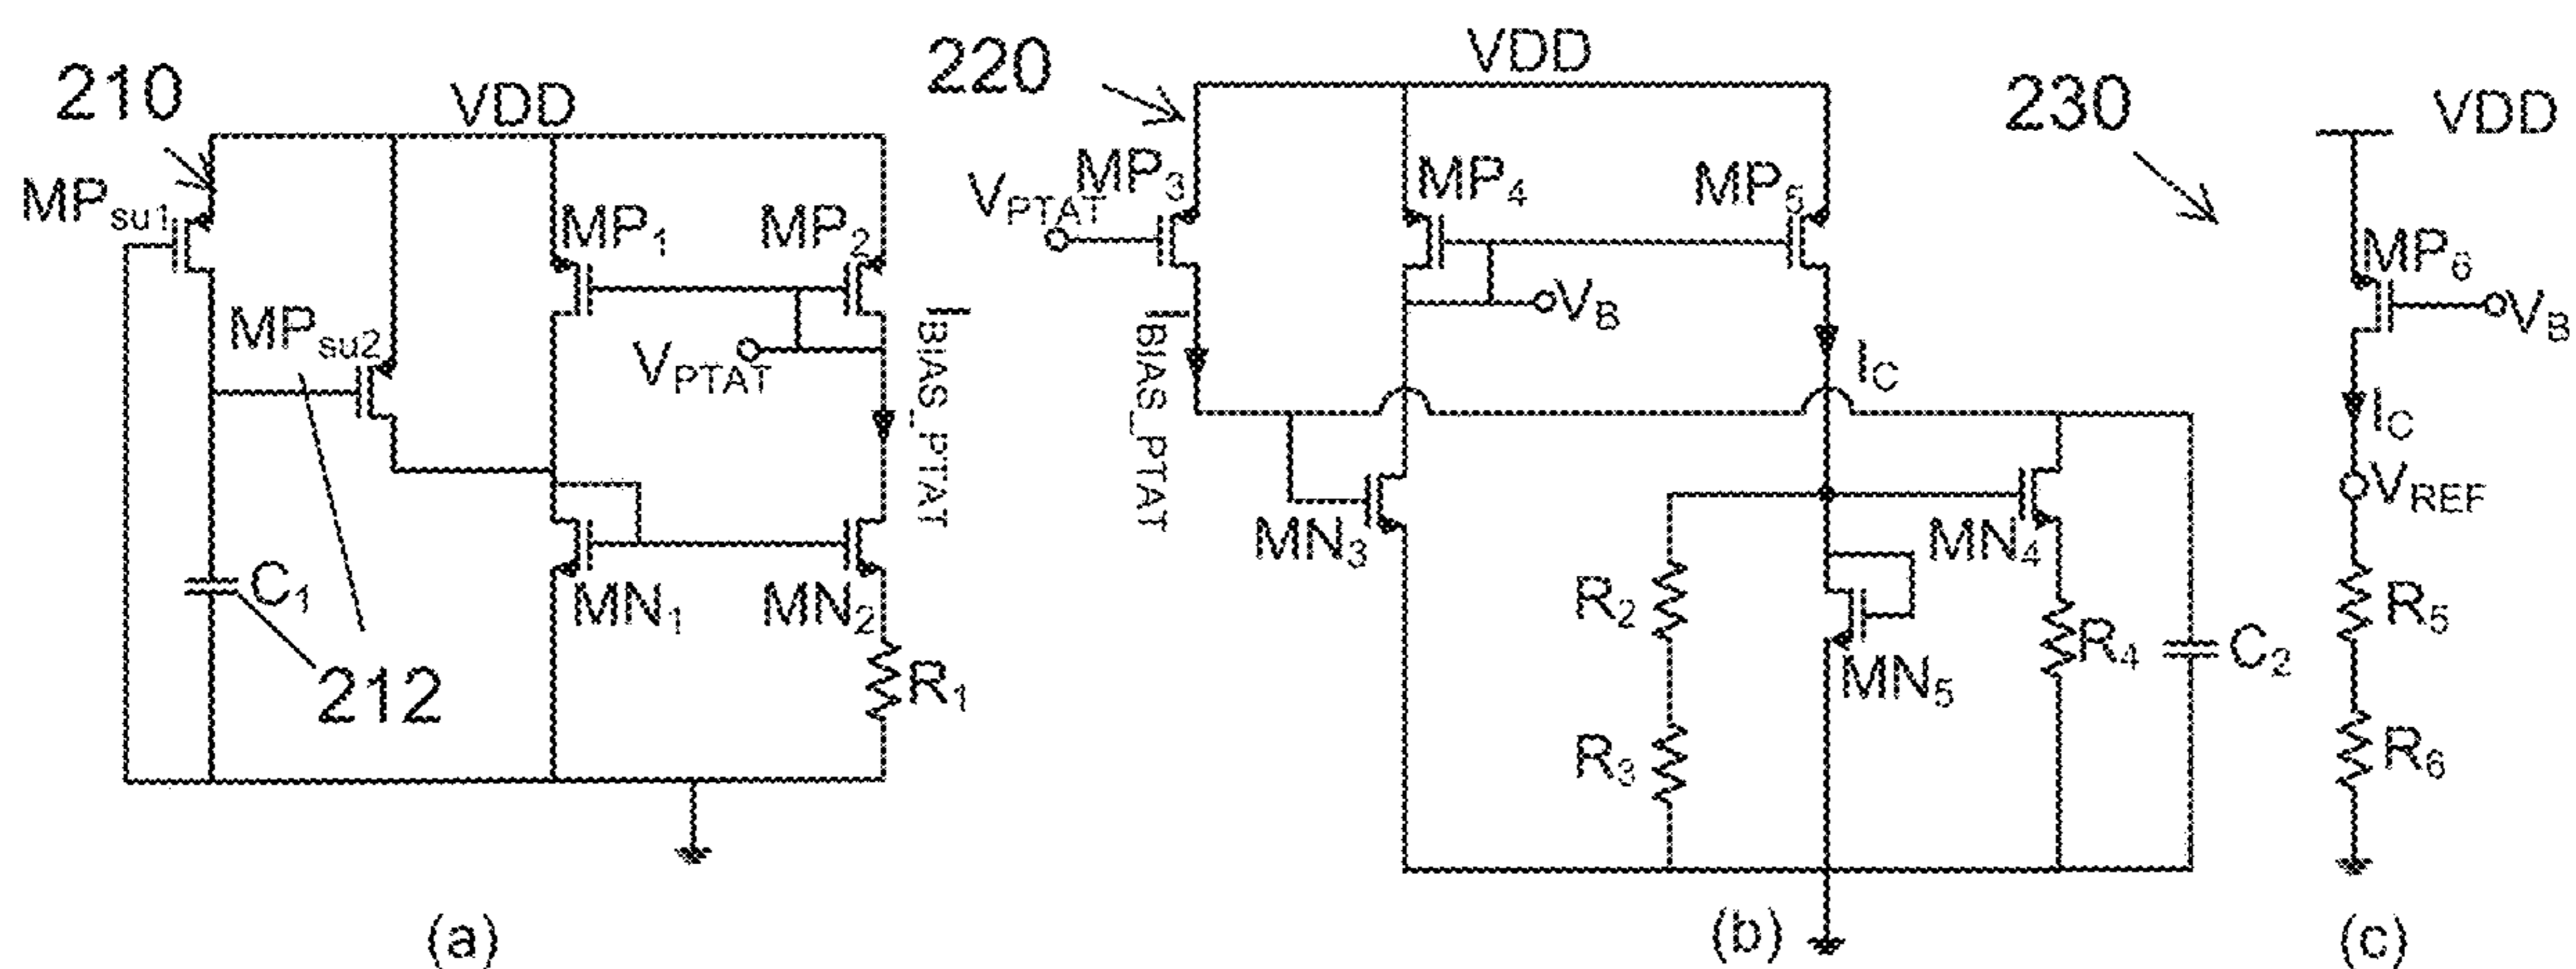 210
VDD
MPsu1
MP1
MP2
MPsu2
VPTAT
IBIAS_PTAT
C1
MN1
MN2
R1
212
(a)
220
VDD
VPTAT
MP3
MP4
MP5
VB
IBIAS_PTAT
IC
MN3
MN4
R2
R3
MN5
R4
C2
(b)
230
VDD
MP6
VB
IC
VREF
R5
R6
(c)